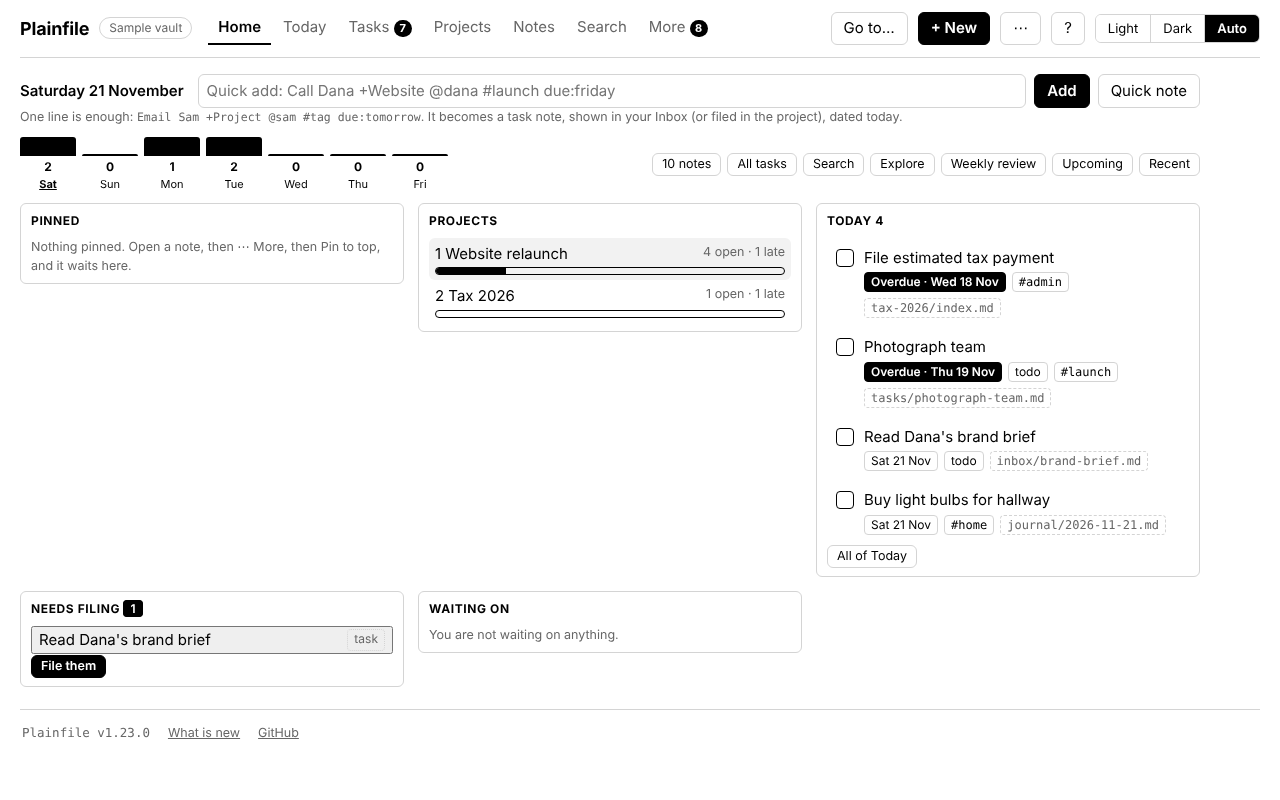 Plainfile Sample vault Home Today Tasks 7 Projects Notes Search More 8 Go to... + New ··· ? Light Dark Auto
Saturday 21 November Quick add: Call Dana +Website @dana #launch due:friday Add Quick note
One line is enough: Email Sam +Project @sam #tag due:tomorrow. It becomes a task note, shown in your Inbox (or filed in the project), dated today.
2 0 1 2 0 0 0
Sat Sun Mon Tue Wed Thu Fri
10 notes All tasks Search Explore Weekly review Upcoming Recent
PINNED
Nothing pinned. Open a note, then ··· More, then Pin to top,
and it waits here.
PROJECTS
1 Website relaunch 4 open · 1 late
2 Tax 2026 1 open · 1 late
TODAY 4
File estimated tax payment
Overdue · Wed 18 Nov #admin
tax-2026/index.md
Photograph team
Overdue · Thu 19 Nov todo #launch
tasks/photograph-team.md
Read Dana's brand brief
Sat 21 Nov todo inbox/brand-brief.md
Buy light bulbs for hallway
Sat 21 Nov #home journal/2026-11-21.md
All of Today
NEEDS FILING 1
Read Dana's brand brief task
File them
WAITING ON
You are not waiting on anything.
Plainfile v1.23.0 What is new GitHub